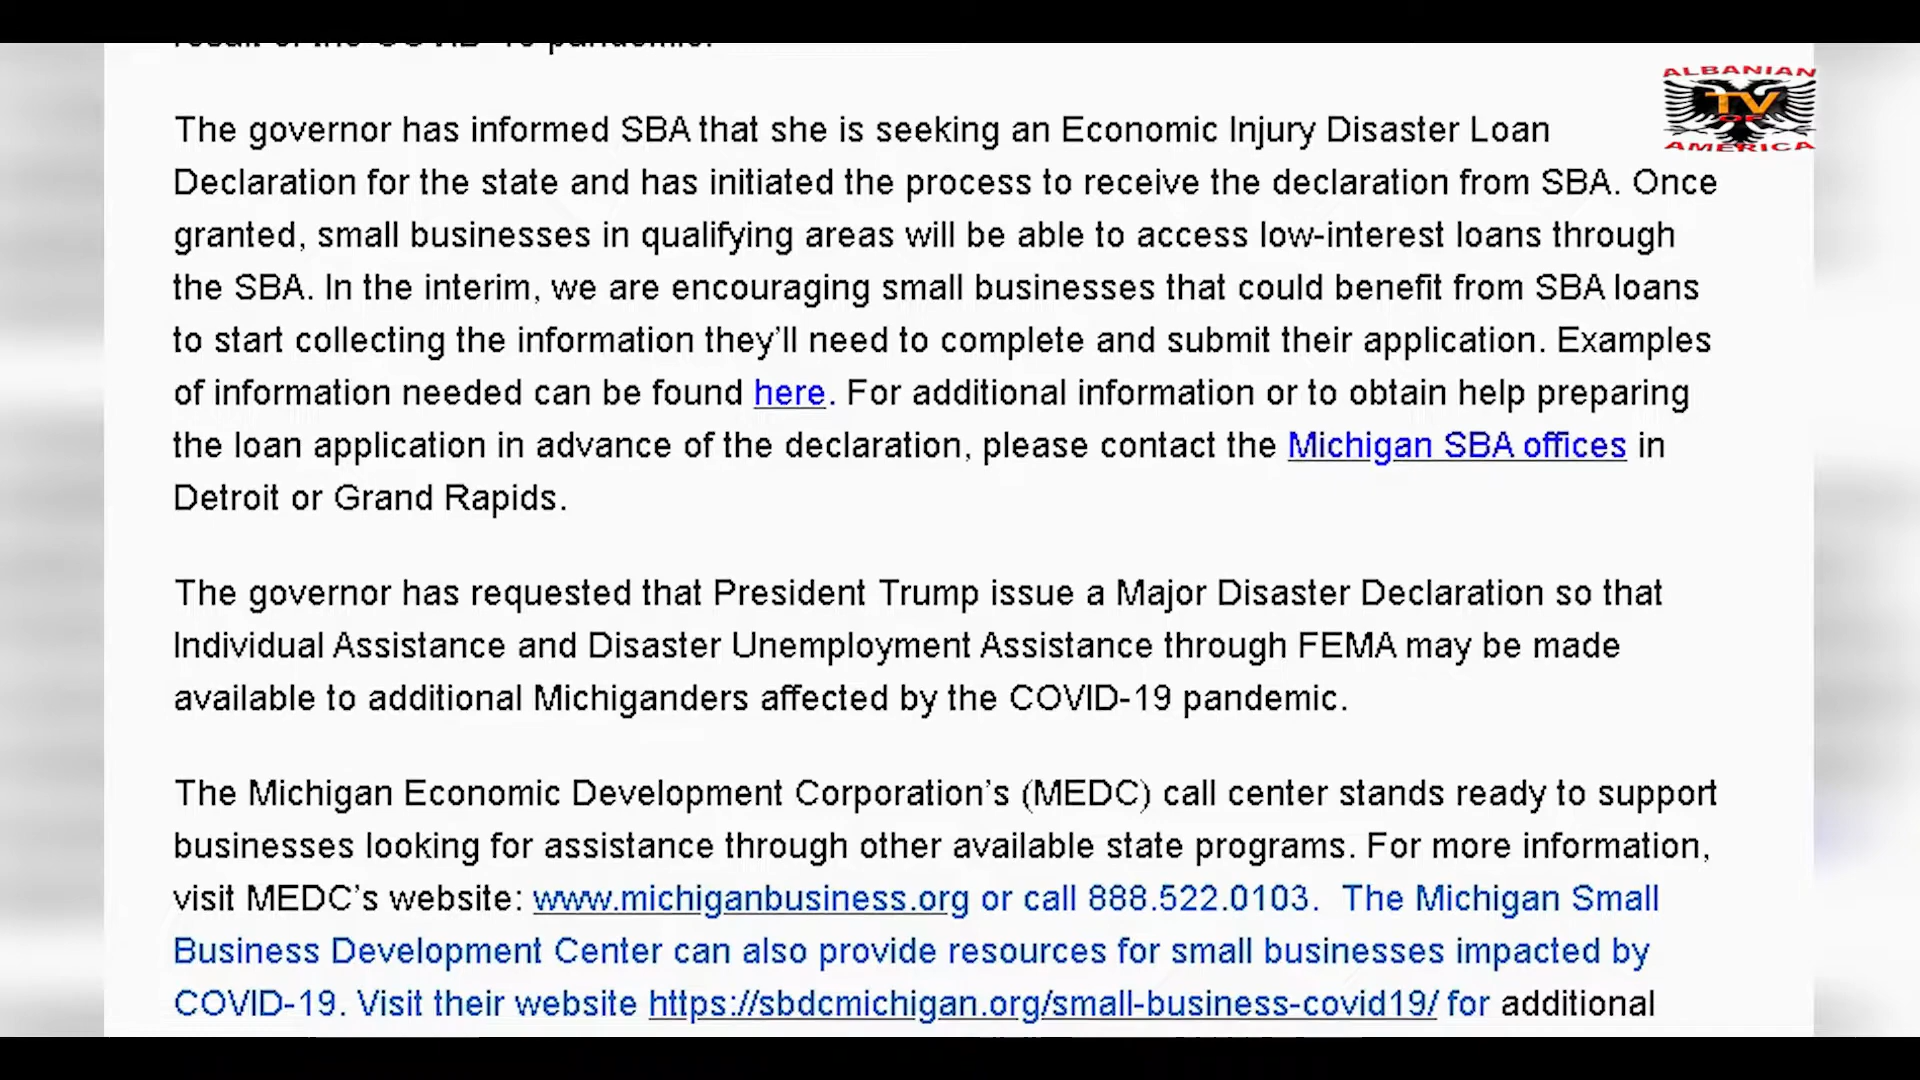 result of the COVID-19 pandemic.
ALBANIAN
TV
OF
AMERICA
The governor has informed SBA that she is seeking an Economic Injury Disaster Loan
Declaration for the state and has initiated the process to receive the declaration from SBA. Once
granted, small businesses in qualifying areas will be able to access low-interest loans through
the SBA. In the interim, we are encouraging small businesses that could benefit from SBA loans
to start collecting the information they’ll need to complete and submit their application. Examples
of information needed can be found here. For additional information or to obtain help preparing
the loan application in advance of the declaration, please contact the Michigan SBA offices in
Detroit or Grand Rapids.
The governor has requested that President Trump issue a Major Disaster Declaration so that
Individual Assistance and Disaster Unemployment Assistance through FEMA may be made
available to additional Michiganders affected by the COVID-19 pandemic.
The Michigan Economic Development Corporation’s (MEDC) call center stands ready to support
businesses looking for assistance through other available state programs. For more information,
visit MEDC’s website: www.michiganbusiness.org or call 888.522.0103. The Michigan Small
Business Development Center can also provide resources for small businesses impacted by
COVID-19. Visit their website https://sbdcmichigan.org/small-business-covid19/ for additional